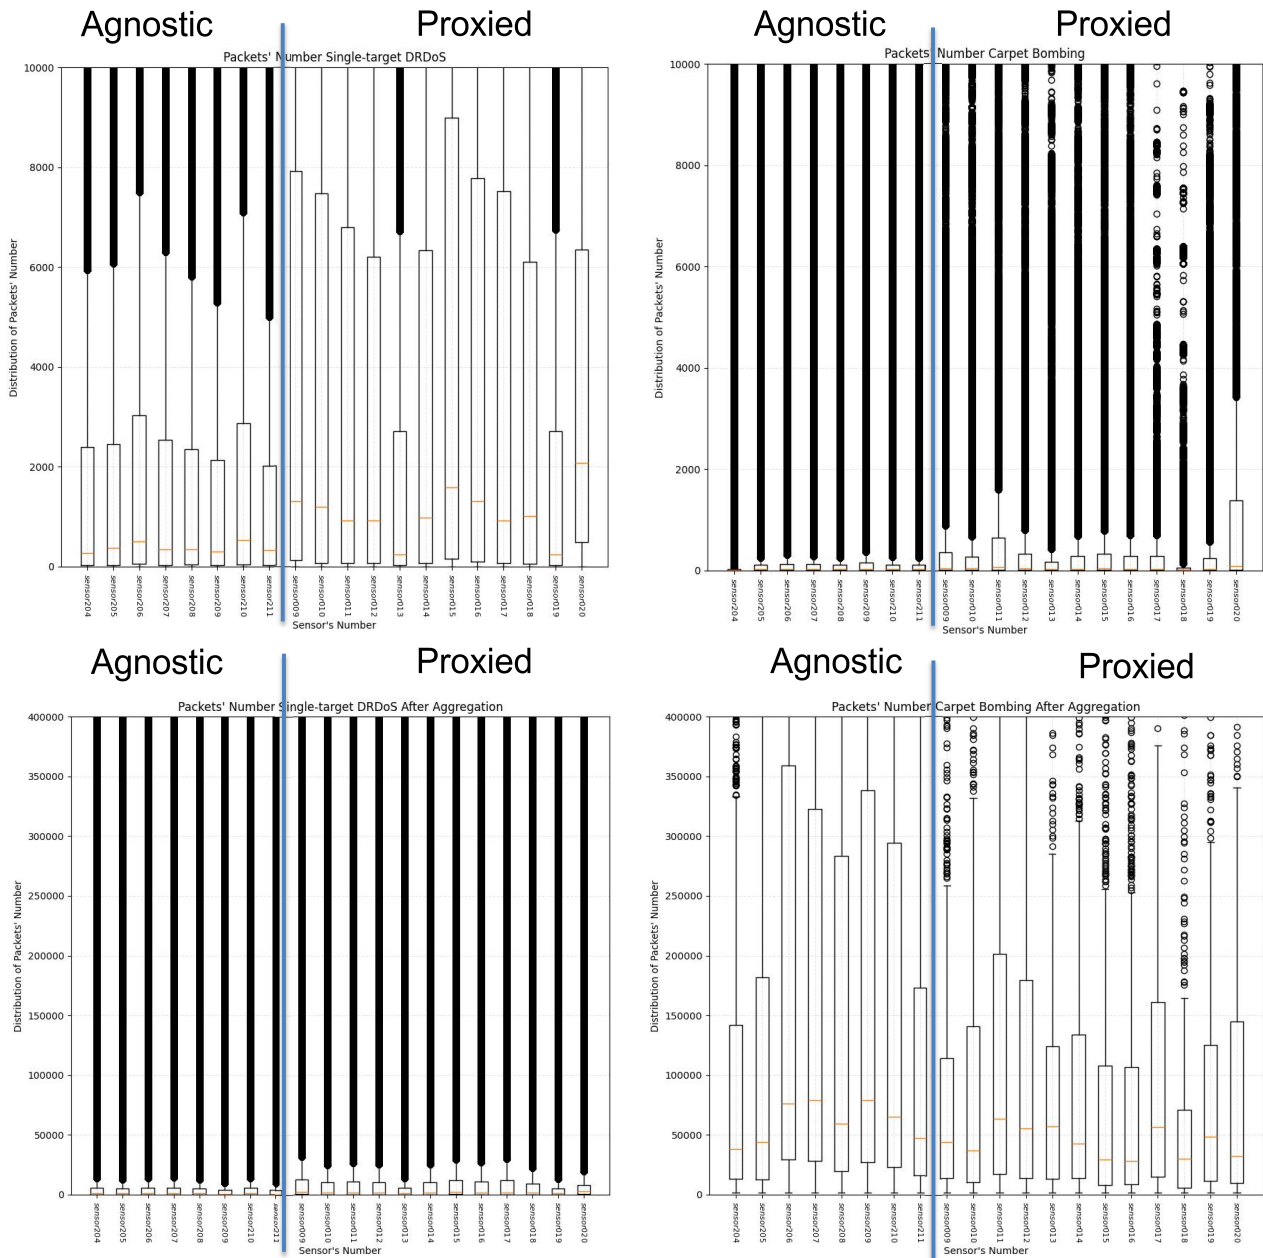 Agnostic Proxied
Packets' Number Single-target DRDoS
10000
8000
6000
4000
2000
0
Distribution of Packets' Number
sensor204 sensor205 sensor206 sensor207 sensor208 sensor209 sensor210 sensor211 sensor009 sensor010 sensor011 sensor012 sensor013 sensor014 sensor015 sensor016 sensor017 sensor018 sensor019 sensor020
Sensor's Number
Agnostic Proxied
Packets' Number Carpet Bombing
10000
8000
6000
4000
2000
0
Distribution of Packets' Number
sensor204 sensor205 sensor206 sensor207 sensor208 sensor209 sensor210 sensor211 sensor009 sensor010 sensor011 sensor012 sensor013 sensor014 sensor015 sensor016 sensor017 sensor018 sensor019 sensor020
Sensor's Number
Agnostic Proxied
Packets' Number Single-target DRDoS After Aggregation
400000
350000
300000
250000
200000
150000
100000
50000
0
Distribution of Packets' Number
sensor204 sensor205 sensor206 sensor207 sensor208 sensor209 sensor210 sensor211 sensor009 sensor010 sensor011 sensor012 sensor013 sensor014 sensor015 sensor016 sensor017 sensor018 sensor019 sensor020
Sensor's Number
Agnostic Proxied
Packets' Number Carpet Bombing After Aggregation
400000
350000
300000
250000
200000
150000
100000
50000
0
Distribution of Packets' Number
sensor204 sensor205 sensor206 sensor207 sensor208 sensor209 sensor210 sensor211 sensor009 sensor010 sensor011 sensor012 sensor013 sensor014 sensor015 sensor016 sensor017 sensor018 sensor019 sensor020
Sensor's Number